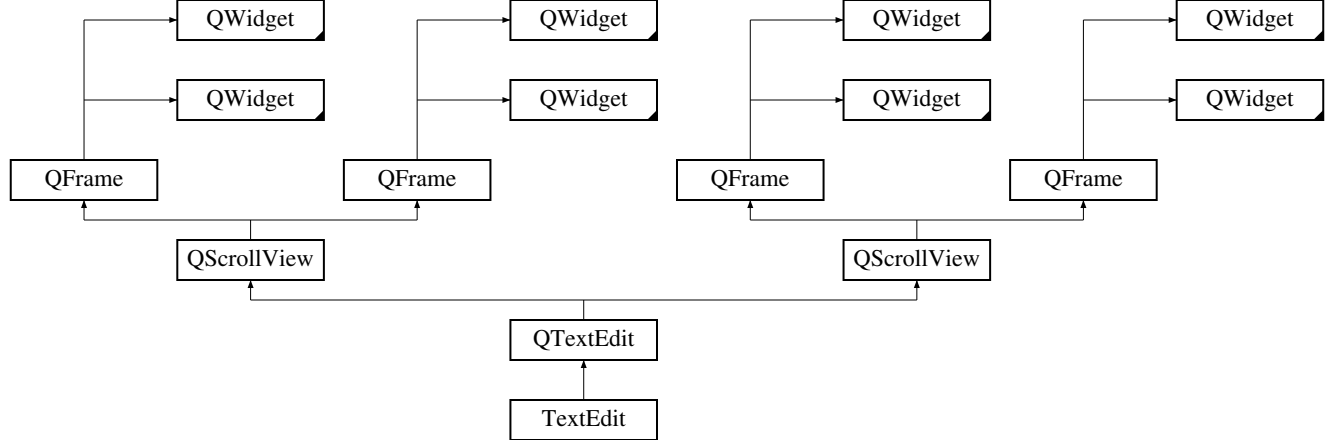 QWidget QWidget QWidget QWidget
QWidget QWidget QWidget QWidget
QFrame QFrame QFrame QFrame
QScrollView QScrollView
QTextEdit
TextEdit